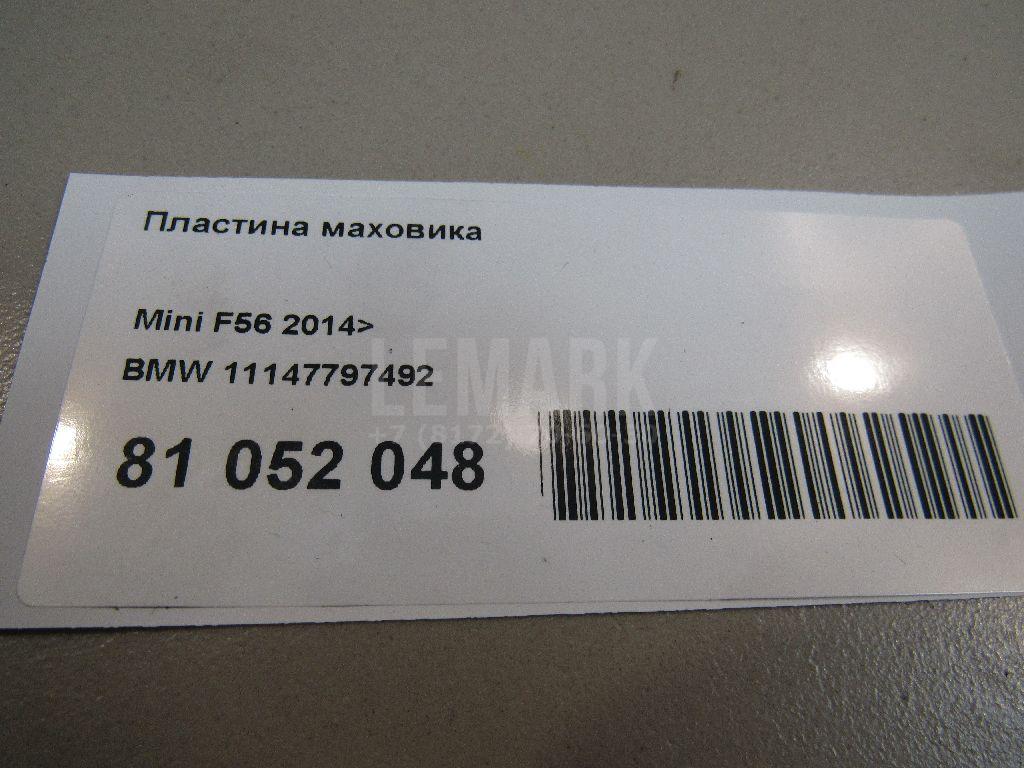 Пластина маховика
Mini F56 2014>
BMW 11147797492
LEMARK
81 052 048